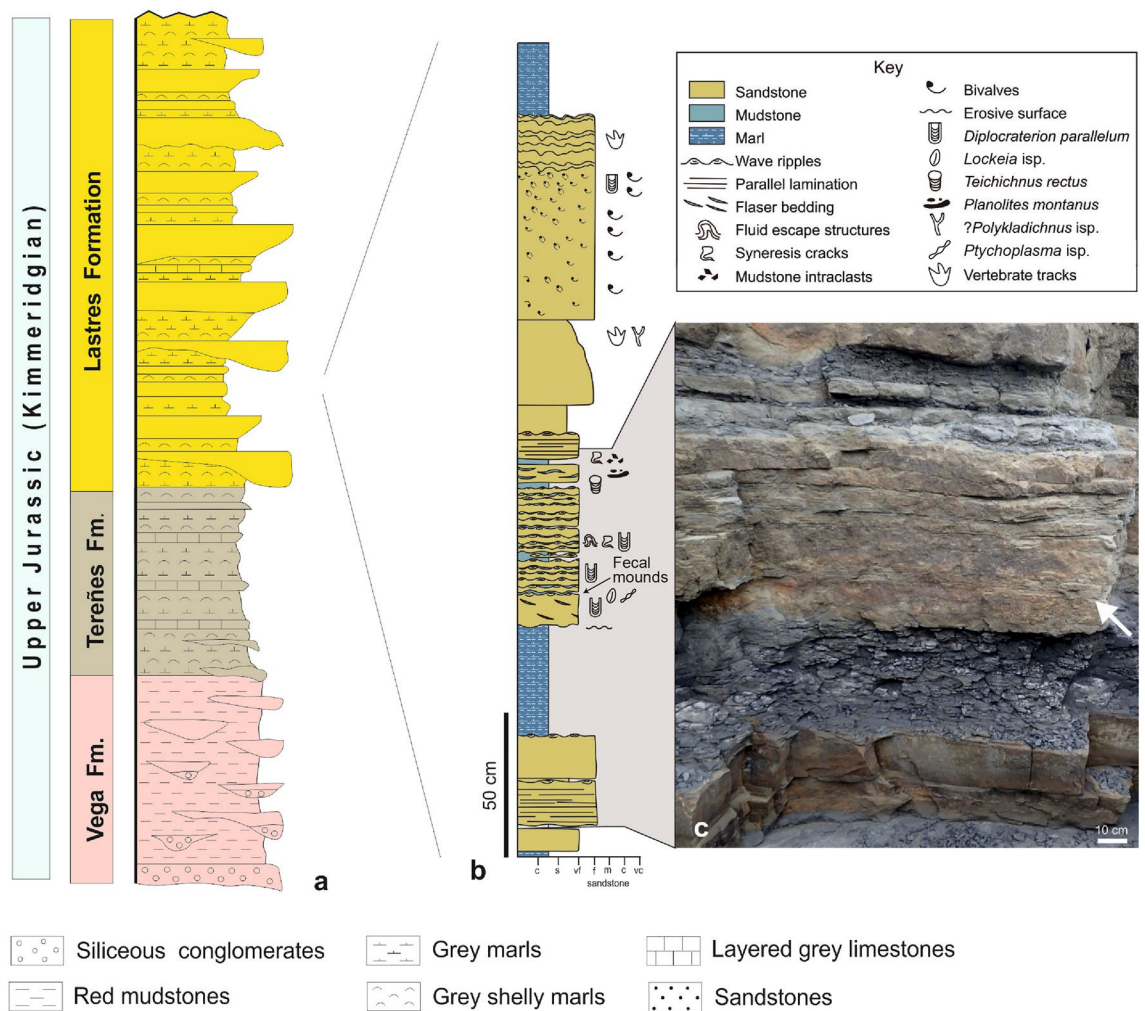 Upper Jurassic (Kimmeridgian)
Lastres Formation
Tereñes Fm.
Vega Fm.
a
Fecal
mounds
50 cm
b
c s vf f m c vc
sandstone
Key
Sandstone
Mudstone
Marl
Wave ripples
Parallel lamination
Flaser bedding
Fluid escape structures
Syneresis cracks
Mudstone intraclasts
Bivalves
Erosive surface
Diplocraterion parallelum
Lockeia isp.
Teichichnus rectus
Planolites montanus
?Polykladichnus isp.
Ptychoplasma isp.
Vertebrate tracks
c
10 cm
Siliceous conglomerates
Red mudstones
Grey marls
Grey shelly marls
Layered grey limestones
Sandstones